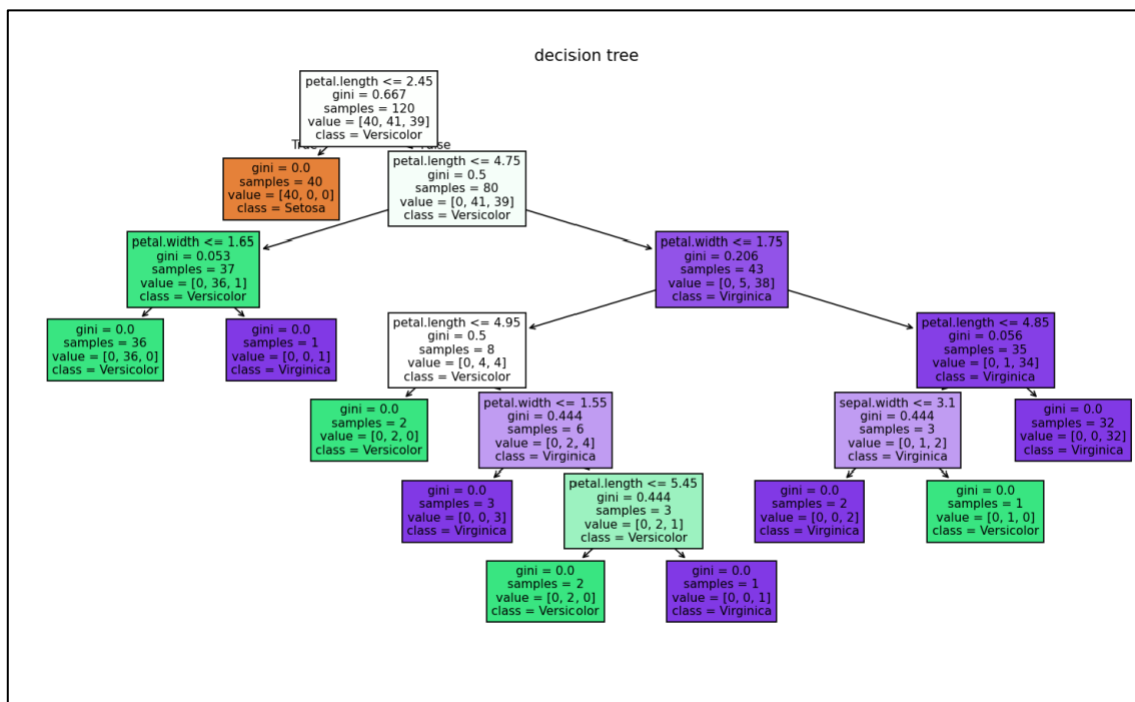 decision tree
petal.length <= 2.45
gini = 0.667
samples = 120
value = [40, 41, 39]
class = Versicolor
gini = 0.0
samples = 40
value = [40, 0, 0]
class = Setosa
petal.length <= 4.75
gini = 0.5
samples = 80
value = [0, 41, 39]
class = Versicolor
petal.width <= 1.65
gini = 0.053
samples = 37
value = [0, 36, 1]
class = Versicolor
petal.width <= 1.75
gini = 0.206
samples = 43
value = [0, 5, 38]
class = Virginica
gini = 0.0
samples = 36
value = [0, 36, 0]
class = Versicolor
gini = 0.0
samples = 1
value = [0, 0, 1]
class = Virginica
petal.length <= 4.95
gini = 0.5
samples = 8
value = [0, 4, 4]
class = Versicolor
petal.length <= 4.85
gini = 0.056
samples = 35
value = [0, 1, 34]
class = Virginica
gini = 0.0
samples = 2
value = [0, 2, 0]
class = Versicolor
petal.width <= 1.55
gini = 0.444
samples = 6
value = [0, 2, 4]
class = Virginica
sepal.width <= 3.1
gini = 0.444
samples = 3
value = [0, 1, 2]
class = Virginica
gini = 0.0
samples = 32
value = [0, 0, 32]
class = Virginica
gini = 0.0
samples = 3
value = [0, 0, 3]
class = Virginica
petal.length <= 5.45
gini = 0.444
samples = 3
value = [0, 2, 1]
class = Versicolor
gini = 0.0
samples = 2
value = [0, 0, 2]
class = Virginica
gini = 0.0
samples = 1
value = [0, 1, 0]
class = Versicolor
gini = 0.0
samples = 2
value = [0, 2, 0]
class = Versicolor
gini = 0.0
samples = 1
value = [0, 0, 1]
class = Virginica